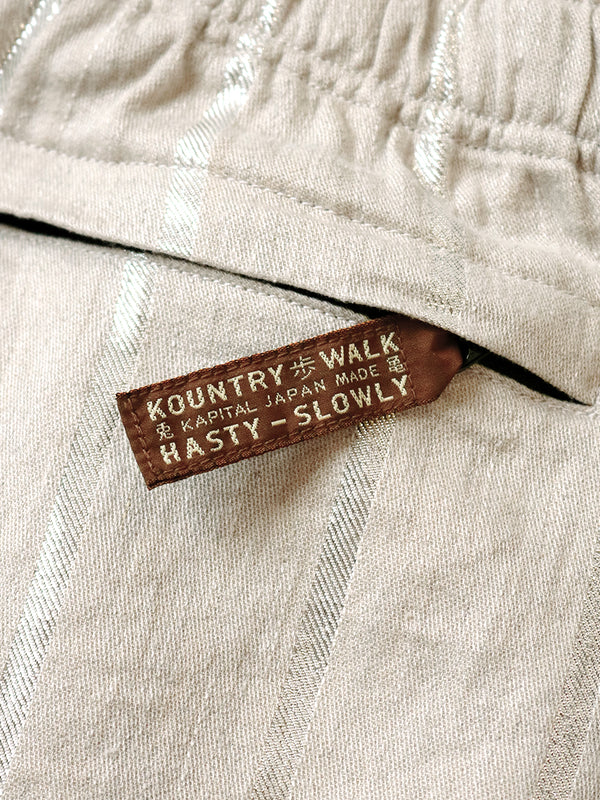 KOUNTRY 歩 WALK
兎 KAPITAL JAPAN MADE 亀
HASTY - SLOWLY